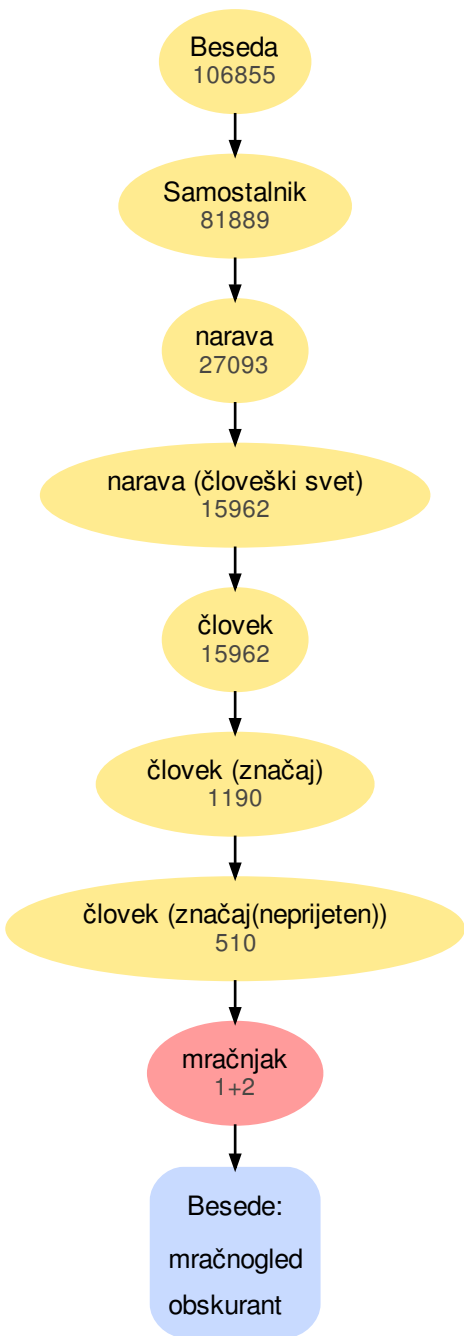 Beseda
106855
Samostalnik
81889
narava
27093
narava (človeški svet)
15962
človek
15962
človek (značaj)
1190
človek (značaj(neprijeten))
510
mračnjak
1+2
Besede:
mračnogled
obskurant